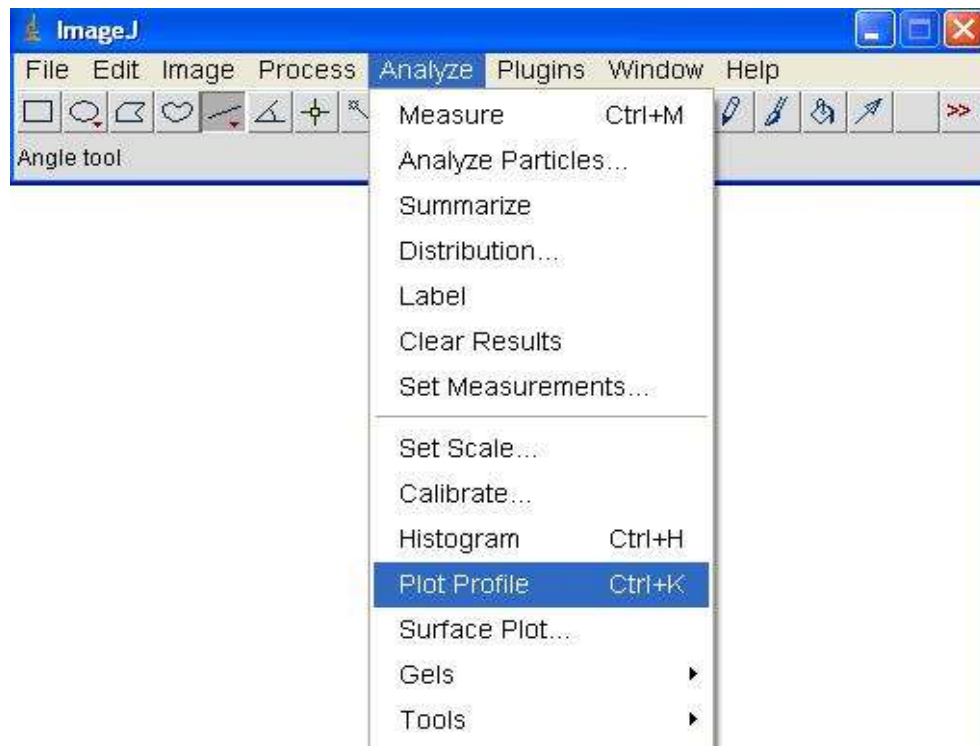 ImageJ
File Edit Image Process Analyze Plugins Window Help
>>
Angle tool
Measure Ctrl+M
Analyze Particles...
Summarize
Distribution...
Label
Clear Results
Set Measurements...
Set Scale...
Calibrate...
Histogram Ctrl+H
Plot Profile Ctrl+K
Surface Plot...
Gels
Tools